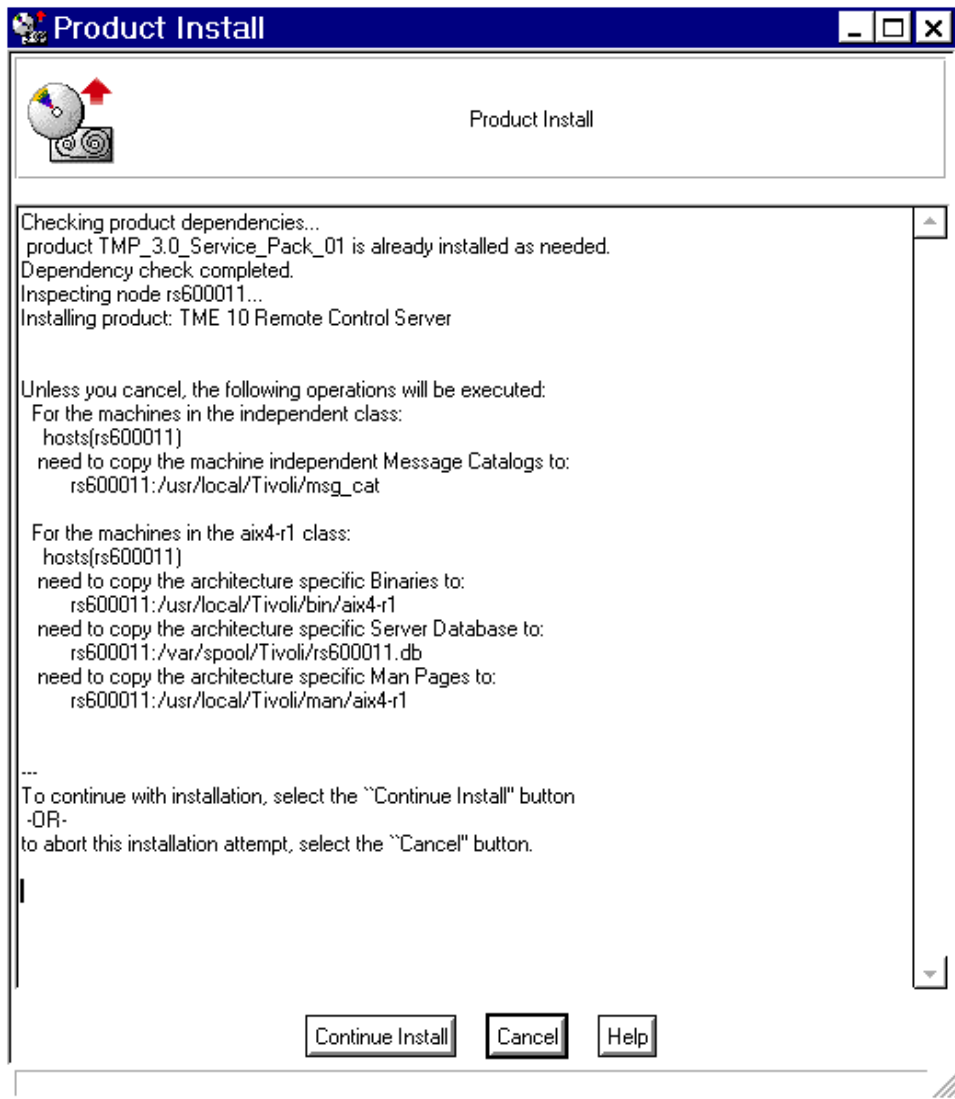 Product Install
Product Install
Checking product dependencies...
product TMP_3.0_Service_Pack_01 is already installed as needed.
Dependency check completed.
Inspecting node rs600011...
Installing product: TME 10 Remote Control Server
Unless you cancel, the following operations will be executed:
For the machines in the independent class:
hosts(rs600011)
need to copy the machine independent Message Catalogs to:
rs600011:/usr/local/Tivoli/msg_cat
For the machines in the aix4-r1 class:
hosts(rs600011)
need to copy the architecture specific Binaries to:
rs600011:/usr/local/Tivoli/bin/aix4-r1
need to copy the architecture specific Server Database to:
rs600011:/var/spool/Tivoli/rs600011.db
need to copy the architecture specific Man Pages to:
rs600011:/usr/local/Tivoli/man/aix4-r1
---
To continue with installation, select the ``Continue Install'' button
-OR-
to abort this installation attempt, select the ``Cancel'' button.
Continue Install Cancel Help